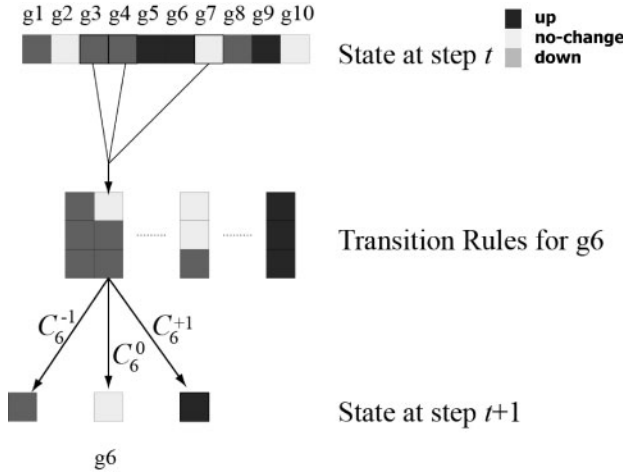 g1 g2 g3 g4 g5 g6 g7 g8 g9 g10
up
no-change
down
State at step t
Transition Rules for g6
C₆⁻¹ C₆⁰ C₆⁺¹
State at step t+1
g6